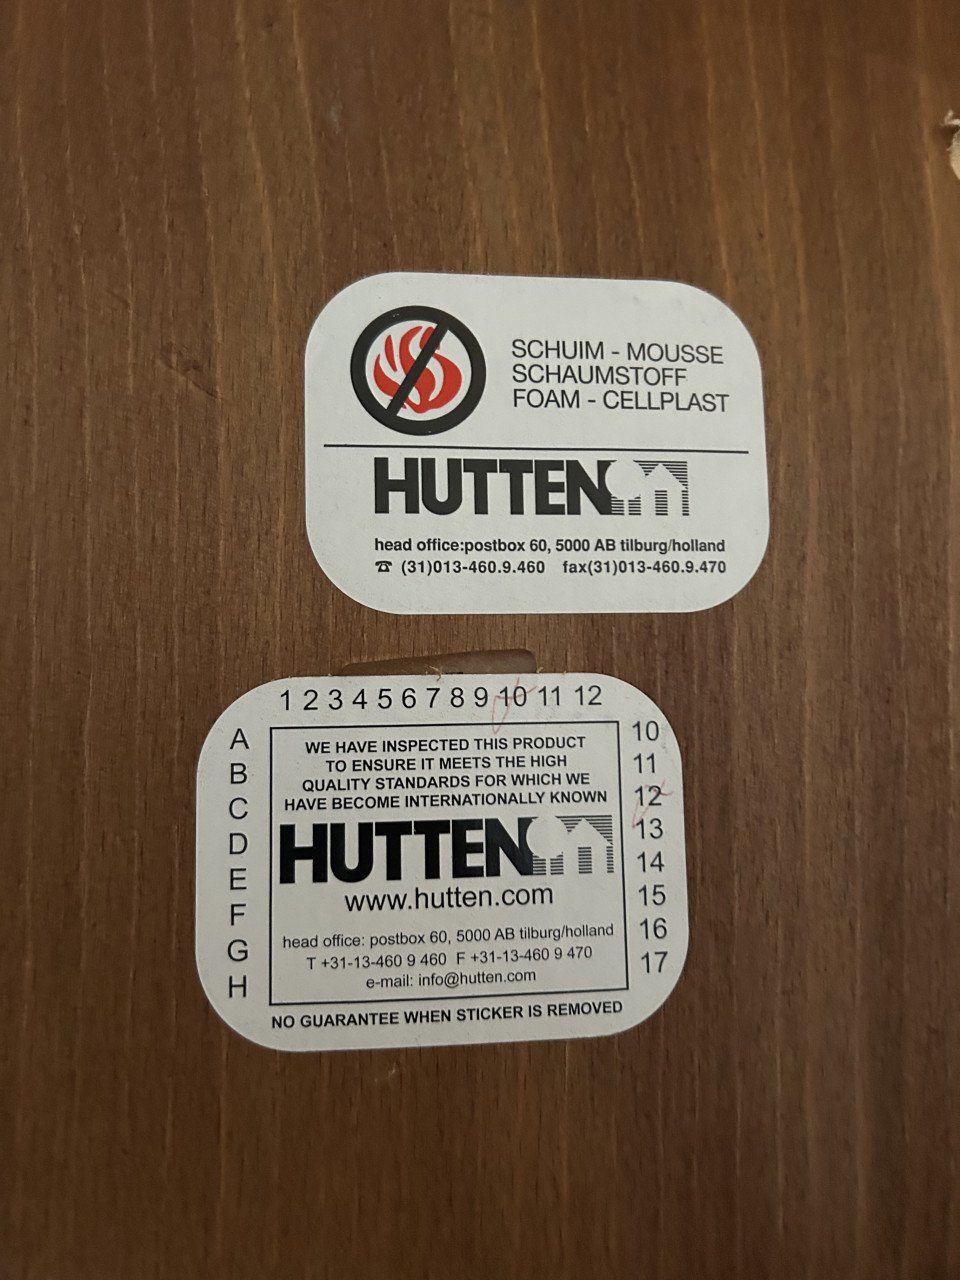 SCHUIM - MOUSSE
SCHAUMSTOFF
FOAM - CELLPLAST
HUTTEN
head office:postbox 60, 5000 AB tilburg/holland
☎ (31)013-460.9.460 fax(31)013-460.9.470
1 2 3 4 5 6 7 8 9 10 11 12
A
B
C
D
E
F
G
H
WE HAVE INSPECTED THIS PRODUCT
TO ENSURE IT MEETS THE HIGH
QUALITY STANDARDS FOR WHICH WE
HAVE BECOME INTERNATIONALLY KNOWN
HUTTEN
www.hutten.com
head office: postbox 60, 5000 AB tilburg/holland
T +31-13-460 9 460 F +31-13-460 9 470
e-mail: info@hutten.com
10
11
12
13
14
15
16
17
NO GUARANTEE WHEN STICKER IS REMOVED